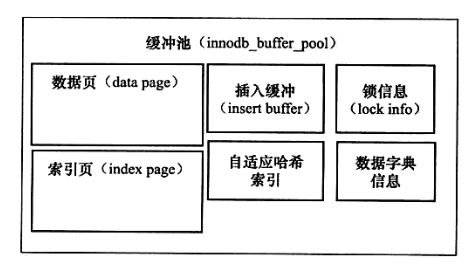 缓冲池（innodb_buffer_pool）
数据页（data page）
插入缓冲
（insert buffer）
锁信息
（lock info）
索引页（index page）
自适应哈希
索引
数据字典
信息